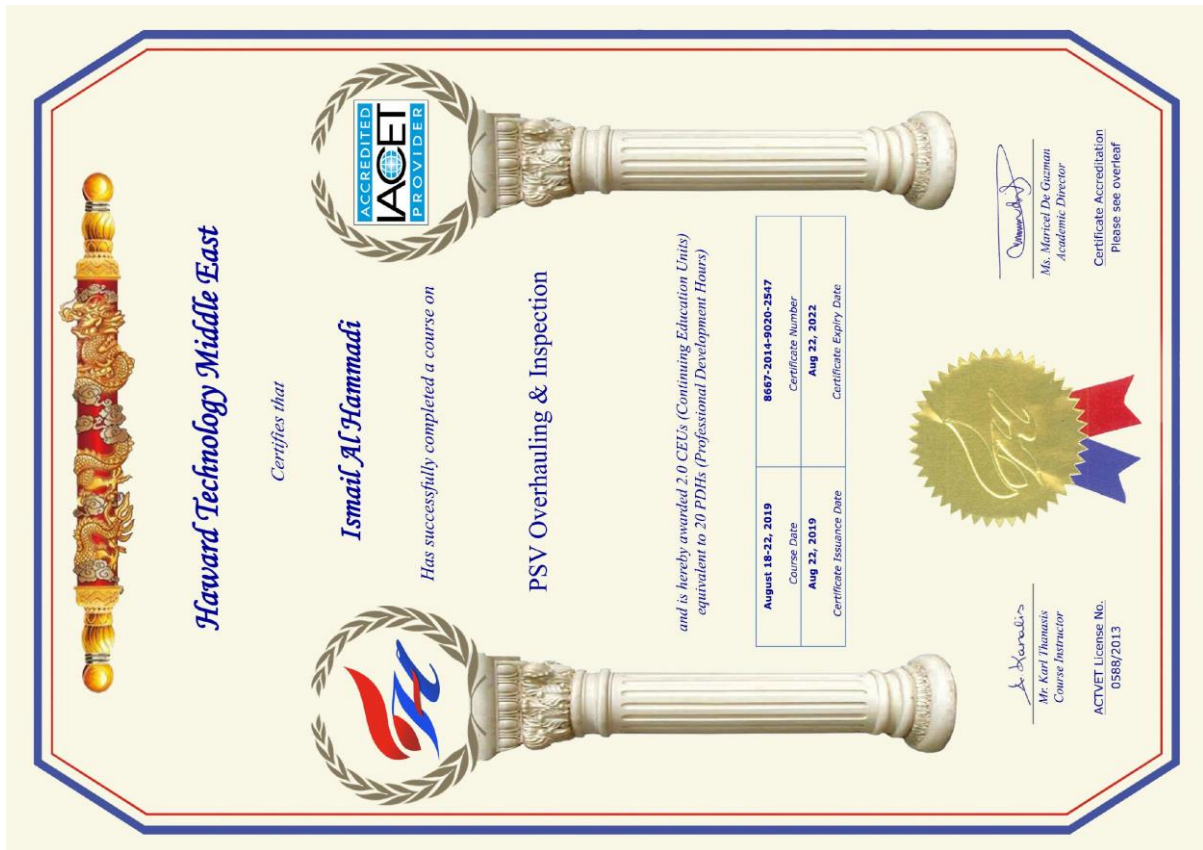 Haward Technology Middle East
Certifies that
Ismail Al Hammadi
Has successfully completed a course on
ACCREDITED
IACET
PROVIDER
PSV Overhauling & Inspection
and is hereby awarded 2.0 CEUs (Continuing Education Units)
equivalent to 20 PDHs (Professional Development Hours)
August 18-22, 2019
Course Date
8667-2014-9020-2547
Certificate Number
Aug 22, 2019
Certificate Issuance Date
Aug 22, 2022
Certificate Expiry Date
Mr. Karl Thanasis
Course Instructor
ACTVET License No.
0588/2013
Ms. Maricel De Guzman
Academic Director
Certificate Accreditation
Please see overleaf